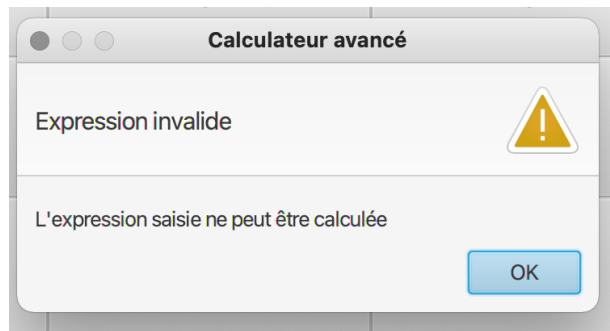 Calculateur avancé
Expression invalide
L'expression saisie ne peut être calculée
OK